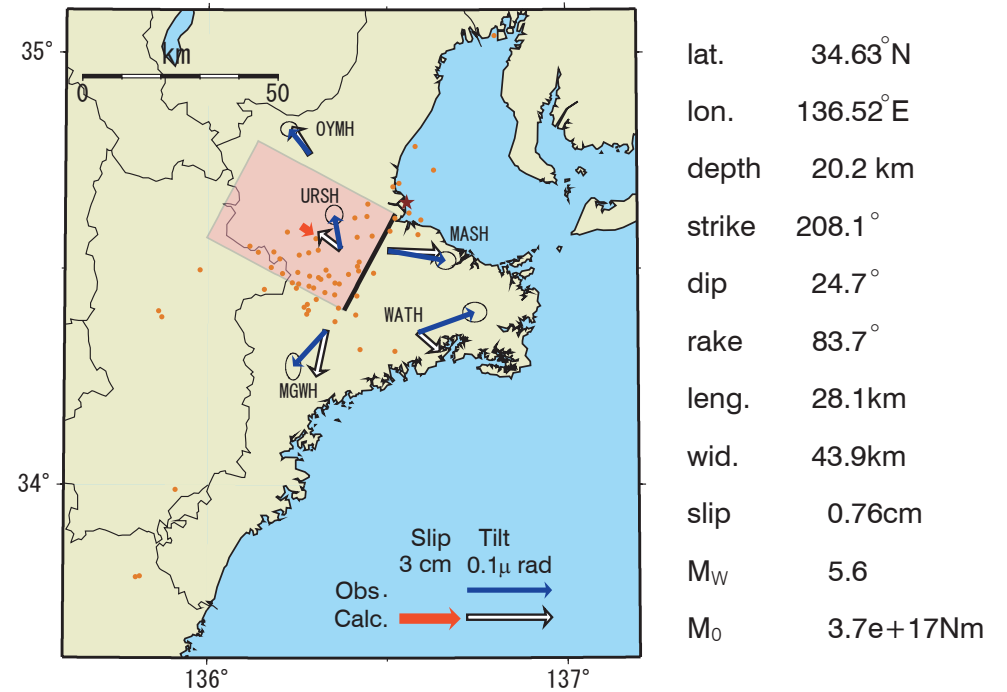 35°
km
0 50
OYMH
URSH
MASH
WATH
MGWH
34°
Slip Tilt
3 cm 0.1μ rad
Obs.
Calc.
136° 137°
lat. 34.63°N
lon. 136.52°E
depth 20.2 km
strike 208.1°
dip 24.7°
rake 83.7°
leng. 28.1km
wid. 43.9km
slip 0.76cm
MW 5.6
M0 3.7e+17Nm